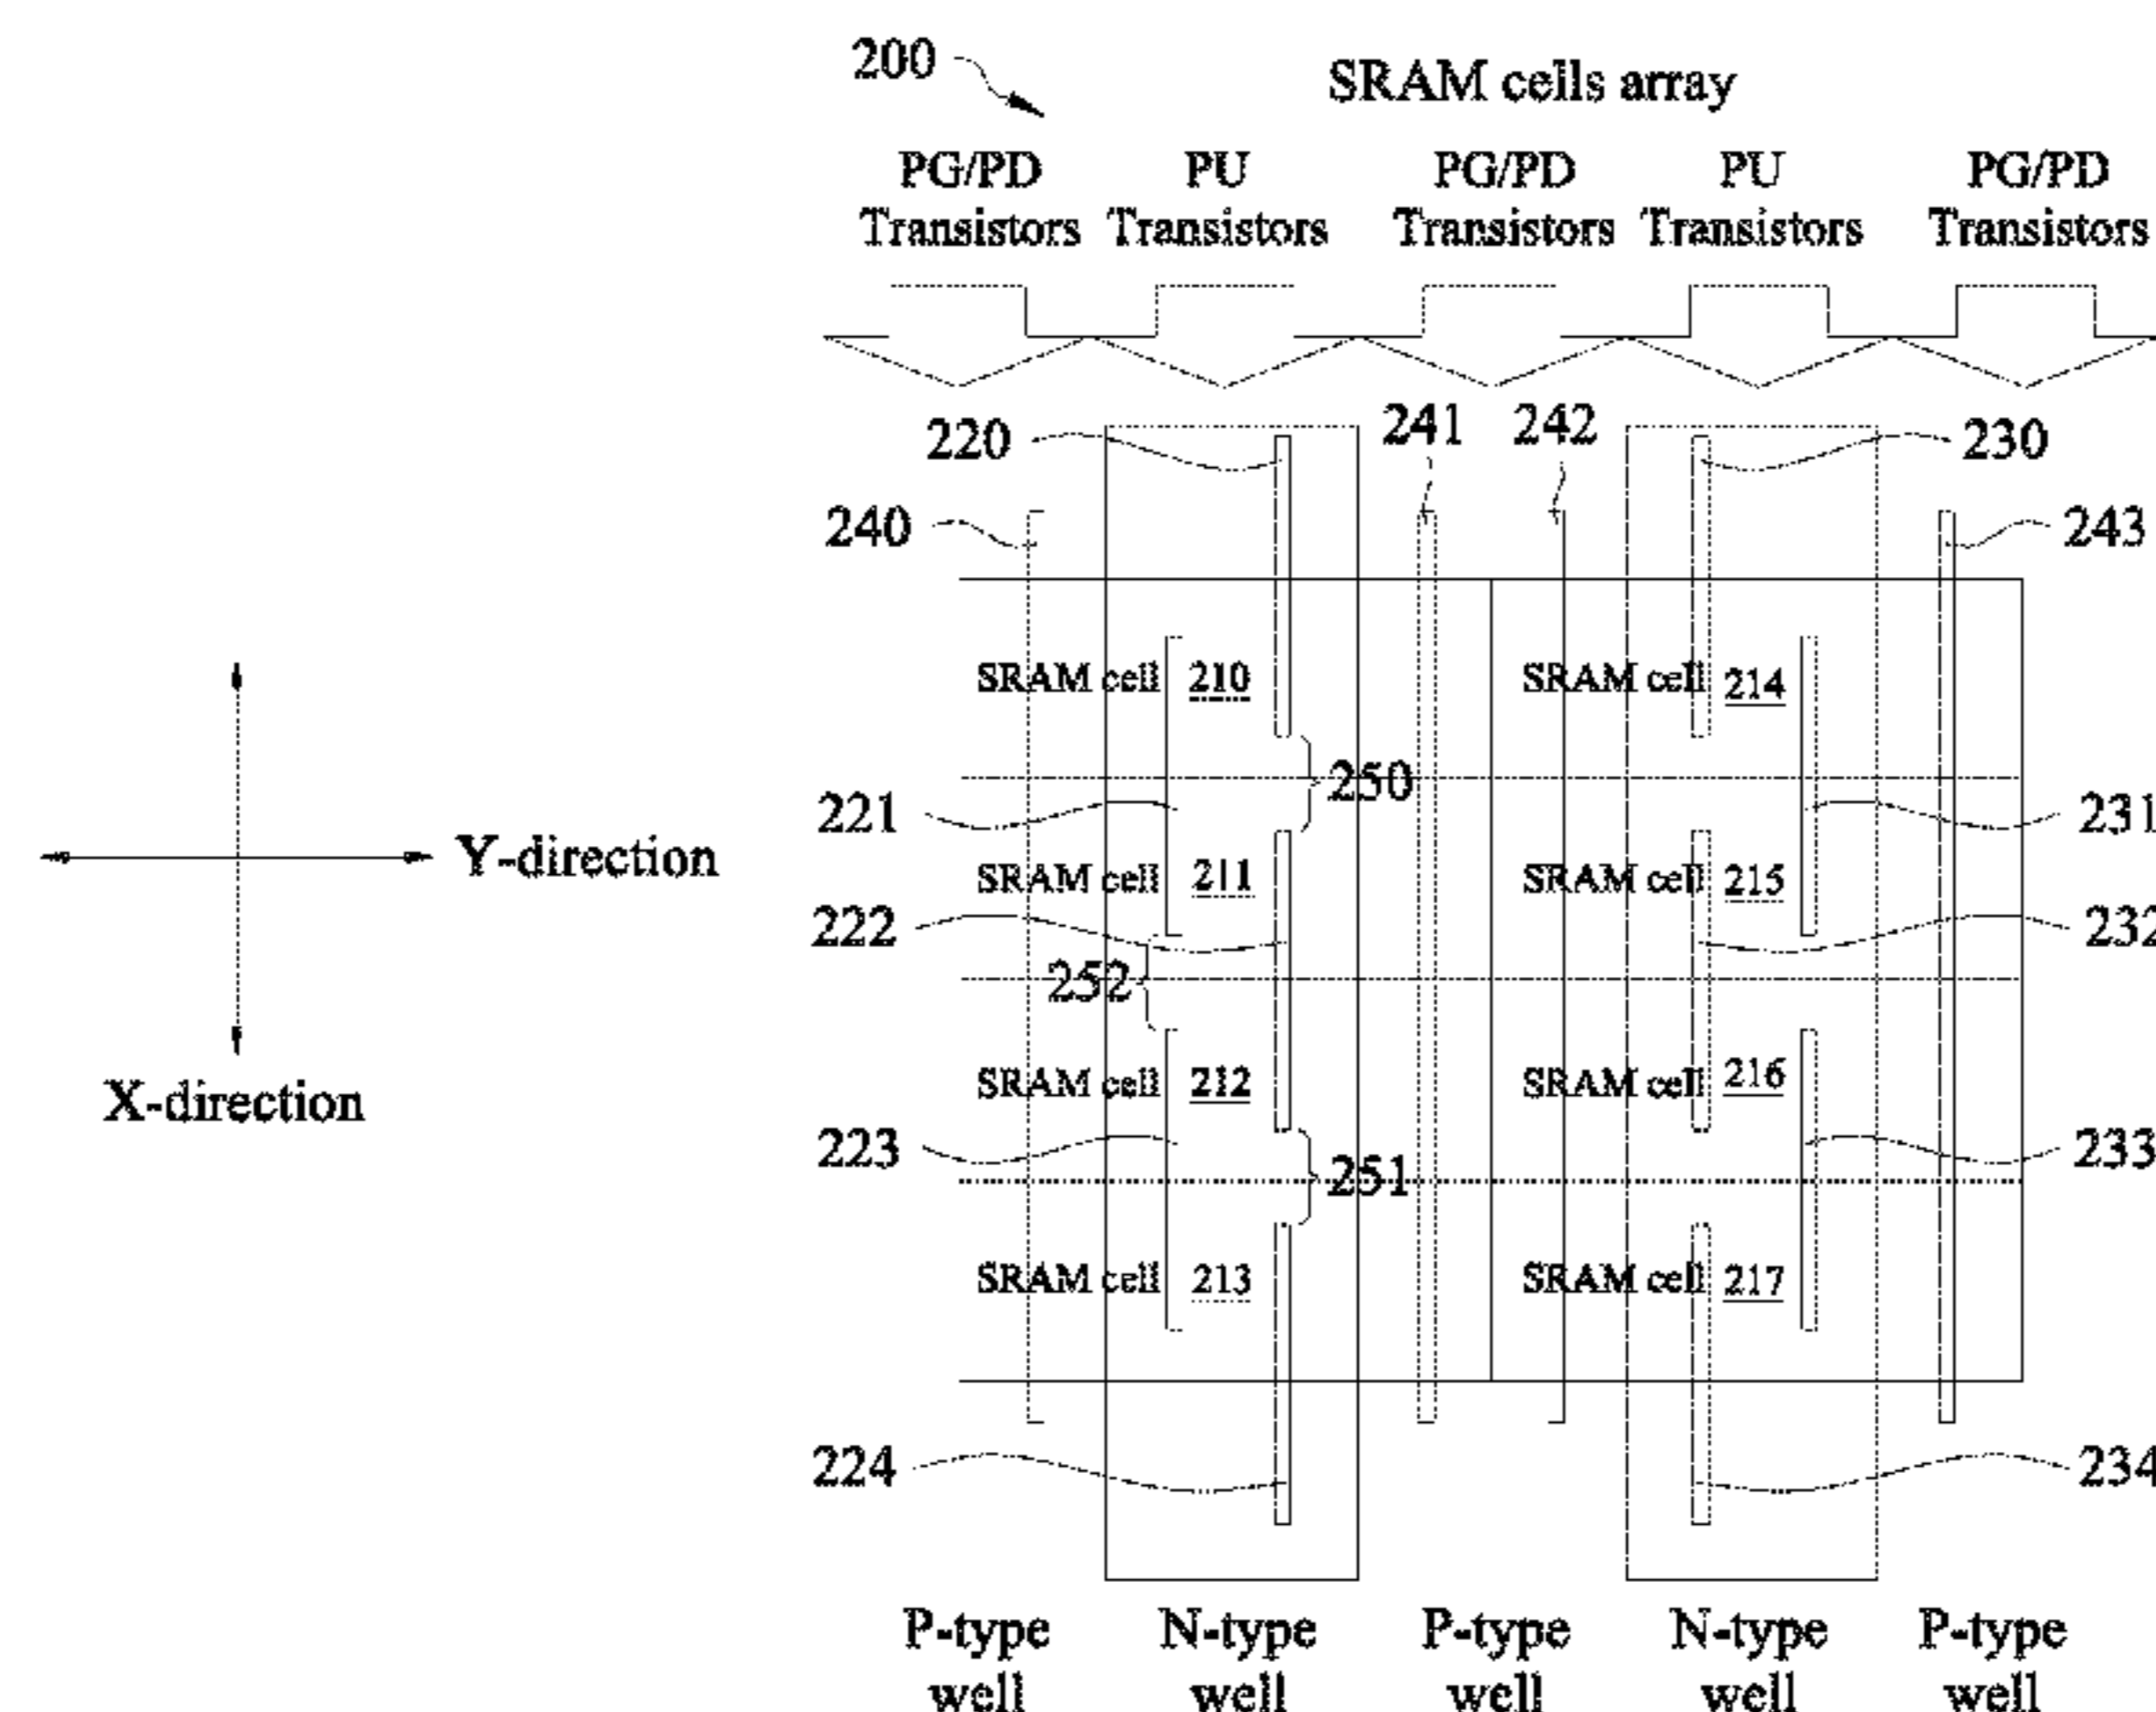 200
SRAM cells array
PG/PD Transistors
PU Transistors
PG/PD Transistors
PU Transistors
PG/PD Transistors
220
241
242
230
240
243
SRAM cell 210
SRAM cell 214
250
221
231
Y-direction
SRAM cell 211
SRAM cell 215
222
232
252
SRAM cell 212
SRAM cell 216
X-direction
223
233
251
SRAM cell 213
SRAM cell 217
224
234
P-type well
N-type well
P-type well
N-type well
P-type well